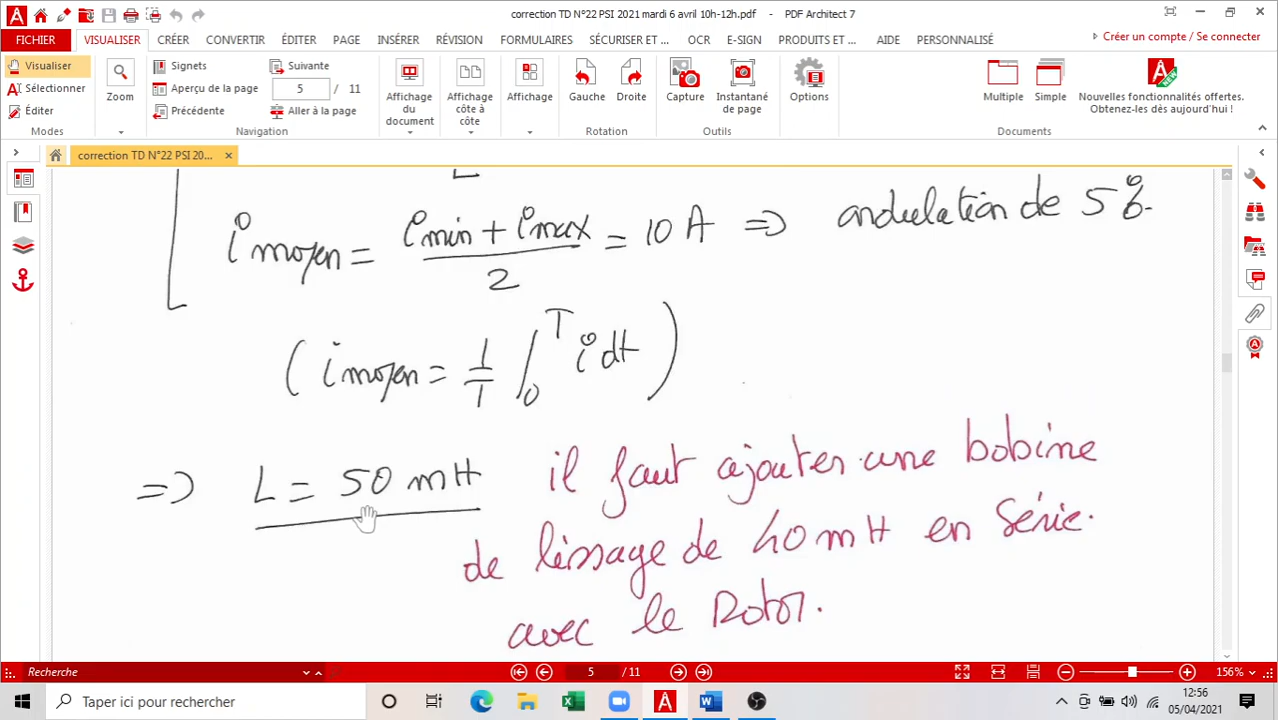 correction TD N°22 PSI 2021 mardi 6 avril 10h-12h.pdf - PDF Architect 7
FICHIER VISUALISER CRÉER CONVERTIR ÉDITER PAGE INSÉRER RÉVISION FORMULAIRES SÉCURISER ET ... OCR E-SSN PRODUITS ET ... AIDE PERSONNALISÉ Créer un compte / Se connecter
Visualiser
Sélectionner
Éditer
Modes
Zoom
Signets Suivante
Aperçu de la page 5 / 11
Précédente Aller à la page
Navigation
Affichage du document
Affichage côte à côte
Affichage
Gauche Droite
Rotation
Capture Instantané de page
Outils
Options
Multiple Simple
Documents
Nouvelles fonctionnalités offertes.
Obtenez-les dès aujourd'hui !
correction TD N°22 PSI 20...
i moyen = (i min + i max) / 2 = 10 A => ondulation de 5 %.
( i moyen = 1/T ∫₀ᵀ i dt )
=> L = 50 mH il faut ajouter une bobine
de lissage de 40 mH en série.
avec le Rotor.
Recherche 5 / 11 156%
Taper ici pour rechercher
12:56
05/04/2021